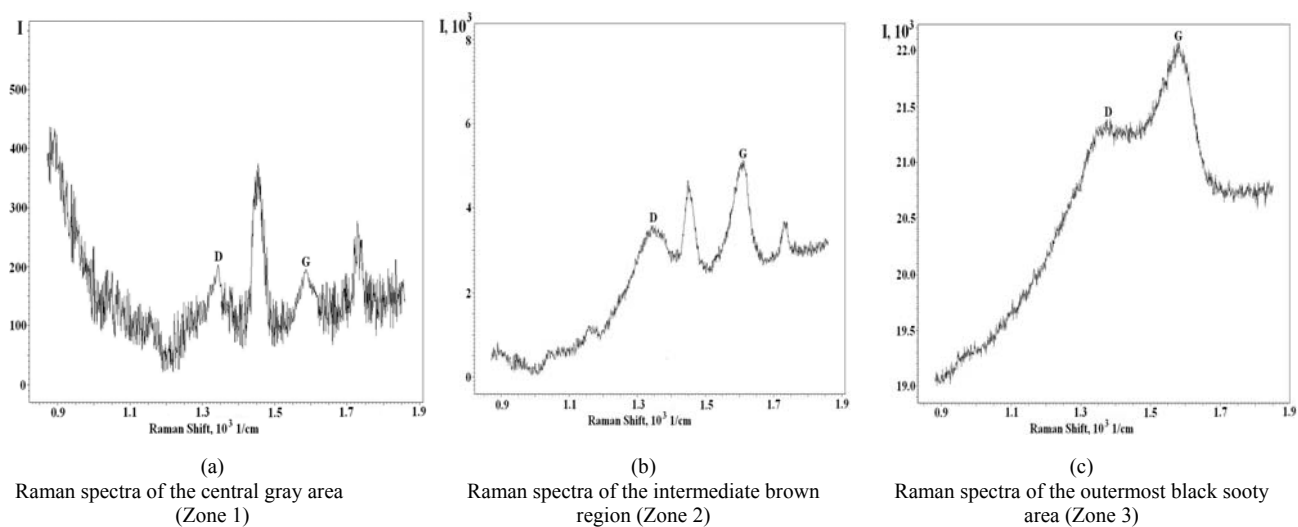 I
500
400
300
200
100
0
D
G
0.9
1.1
1.3
1.5
1.7
1.9
Raman Shift, 10³ 1/cm
(a)
Raman spectra of the central gray area
(Zone 1)
I, 10³
8
6
4
2
0
D
G
0.9
1.1
1.3
1.5
1.7
1.9
Raman Shift, 10³ 1/cm
(b)
Raman spectra of the intermediate brown
region (Zone 2)
I, 10³
22.0
21.5
21.0
20.5
20.0
19.5
19.0
D
G
0.9
1.1
1.3
1.5
1.7
1.9
Raman Shift, 10³ 1/cm
(c)
Raman spectra of the outermost black sooty
area (Zone 3)